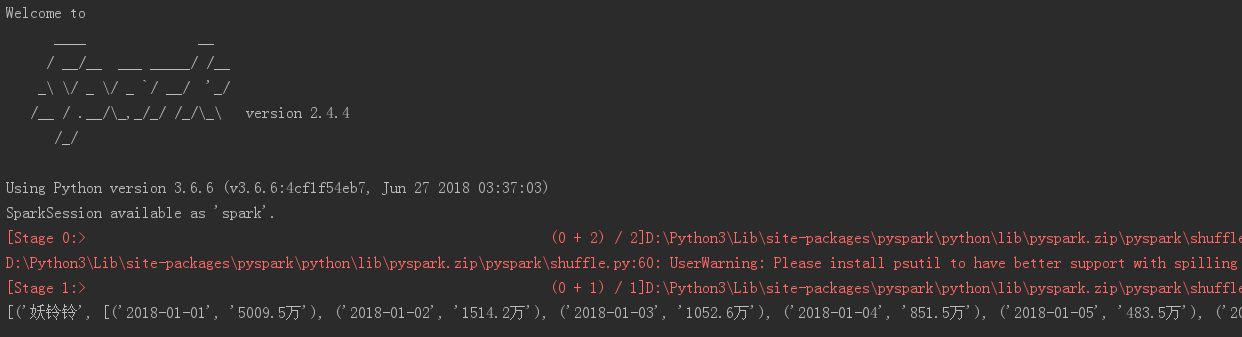 Welcome to
      ____              __
     / __/__  ___ _____/ /__
    _\ \/ _ \/ _ `/ __/  '_/
   /__ / .__/\_,_/_/ /_/\_\   version 2.4.4
      /_/
Using Python version 3.6.6 (v3.6.6:4cf1f54eb7, Jun 27 2018 03:37:03)
SparkSession available as 'spark'.
[Stage 0:>                                                          (0 + 2) / 2]D:\Python3\Lib\site-packages\pyspark\python\lib\pyspark.zip\pyspark\shuffle
D:\Python3\Lib\site-packages\pyspark\python\lib\pyspark.zip\pyspark\shuffle.py:60: UserWarning: Please install psutil to have better support with spilling
[Stage 1:>                                                          (0 + 1) / 1]D:\Python3\Lib\site-packages\pyspark\python\lib\pyspark.zip\pyspark\shuffle
[('妖铃铃', [('2018-01-01', '5009.5万'), ('2018-01-02', '1514.2万'), ('2018-01-03', '1052.6万'), ('2018-01-04', '851.5万'), ('2018-01-05', '483.5万'), ('20